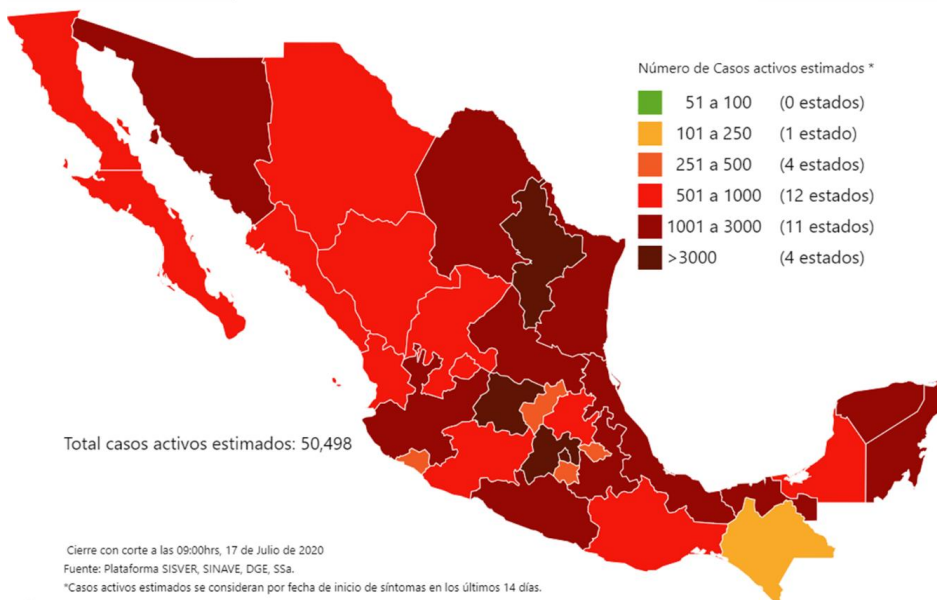 Número de Casos activos estimados *
51 a 100 (0 estados)
101 a 250 (1 estado)
251 a 500 (4 estados)
501 a 1000 (12 estados)
1001 a 3000 (11 estados)
>3000 (4 estados)
Total casos activos estimados: 50,498
Cierre con corte a las 09:00hrs, 17 de Julio de 2020
Fuente: Plataforma SISVER, SINAVE, DGE, SSa.
*Casos activos estimados se consideran por fecha de inicio de síntomas en los últimos 14 días.